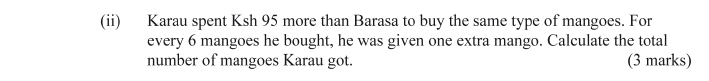 (ii) Karau spent Ksh 95 more than Barasa to buy the same type of mangoes. For
every 6 mangoes he bought, he was given one extra mango. Calculate the total
number of mangoes Karau got. (3 marks)